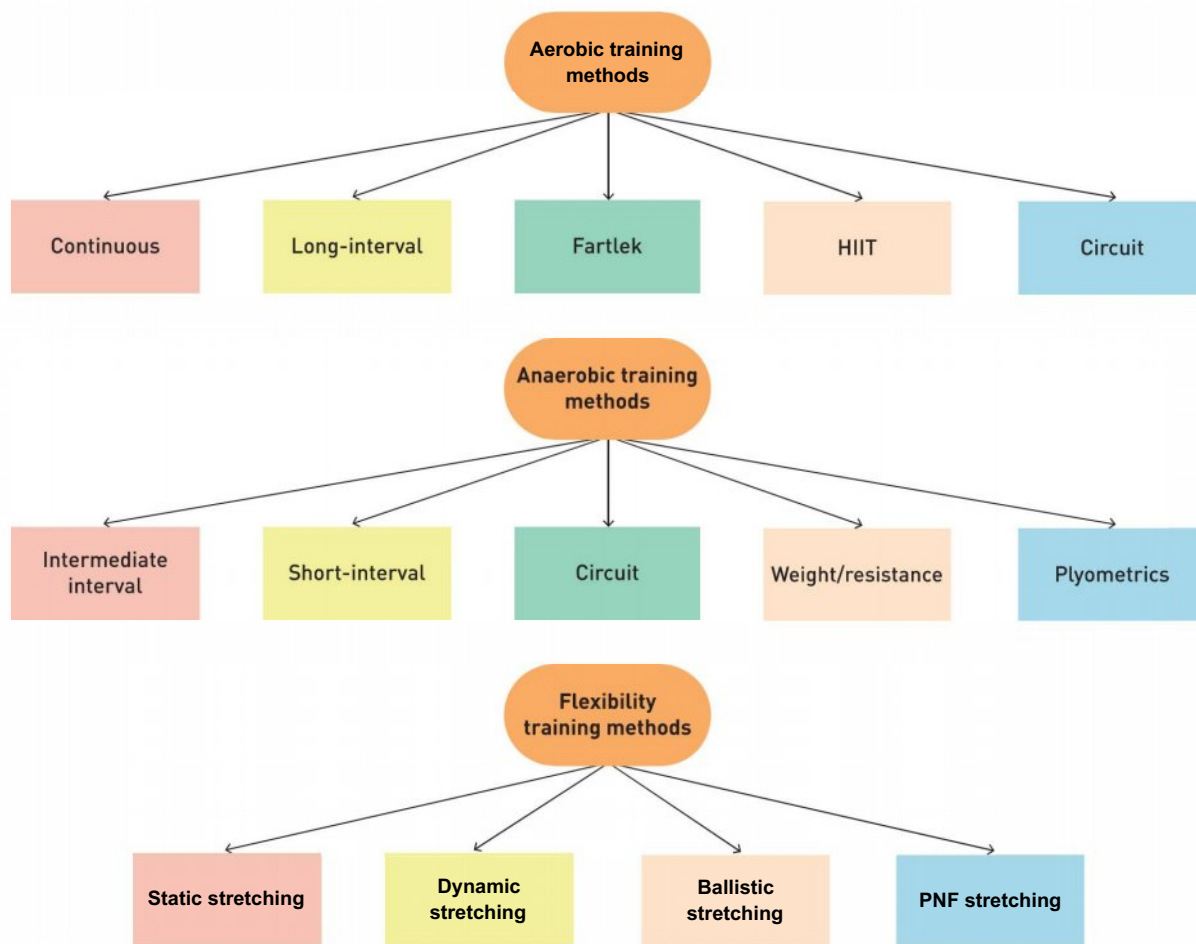 Aerobic training
methods
Continuous
Long-interval
Fartlek
HIIT
Circuit
Anaerobic training
methods
Intermediate
interval
Short-interval
Circuit
Weight/resistance
Plyometrics
Flexibility
training methods
Static stretching
Dynamic
stretching
Ballistic
stretching
PNF stretching